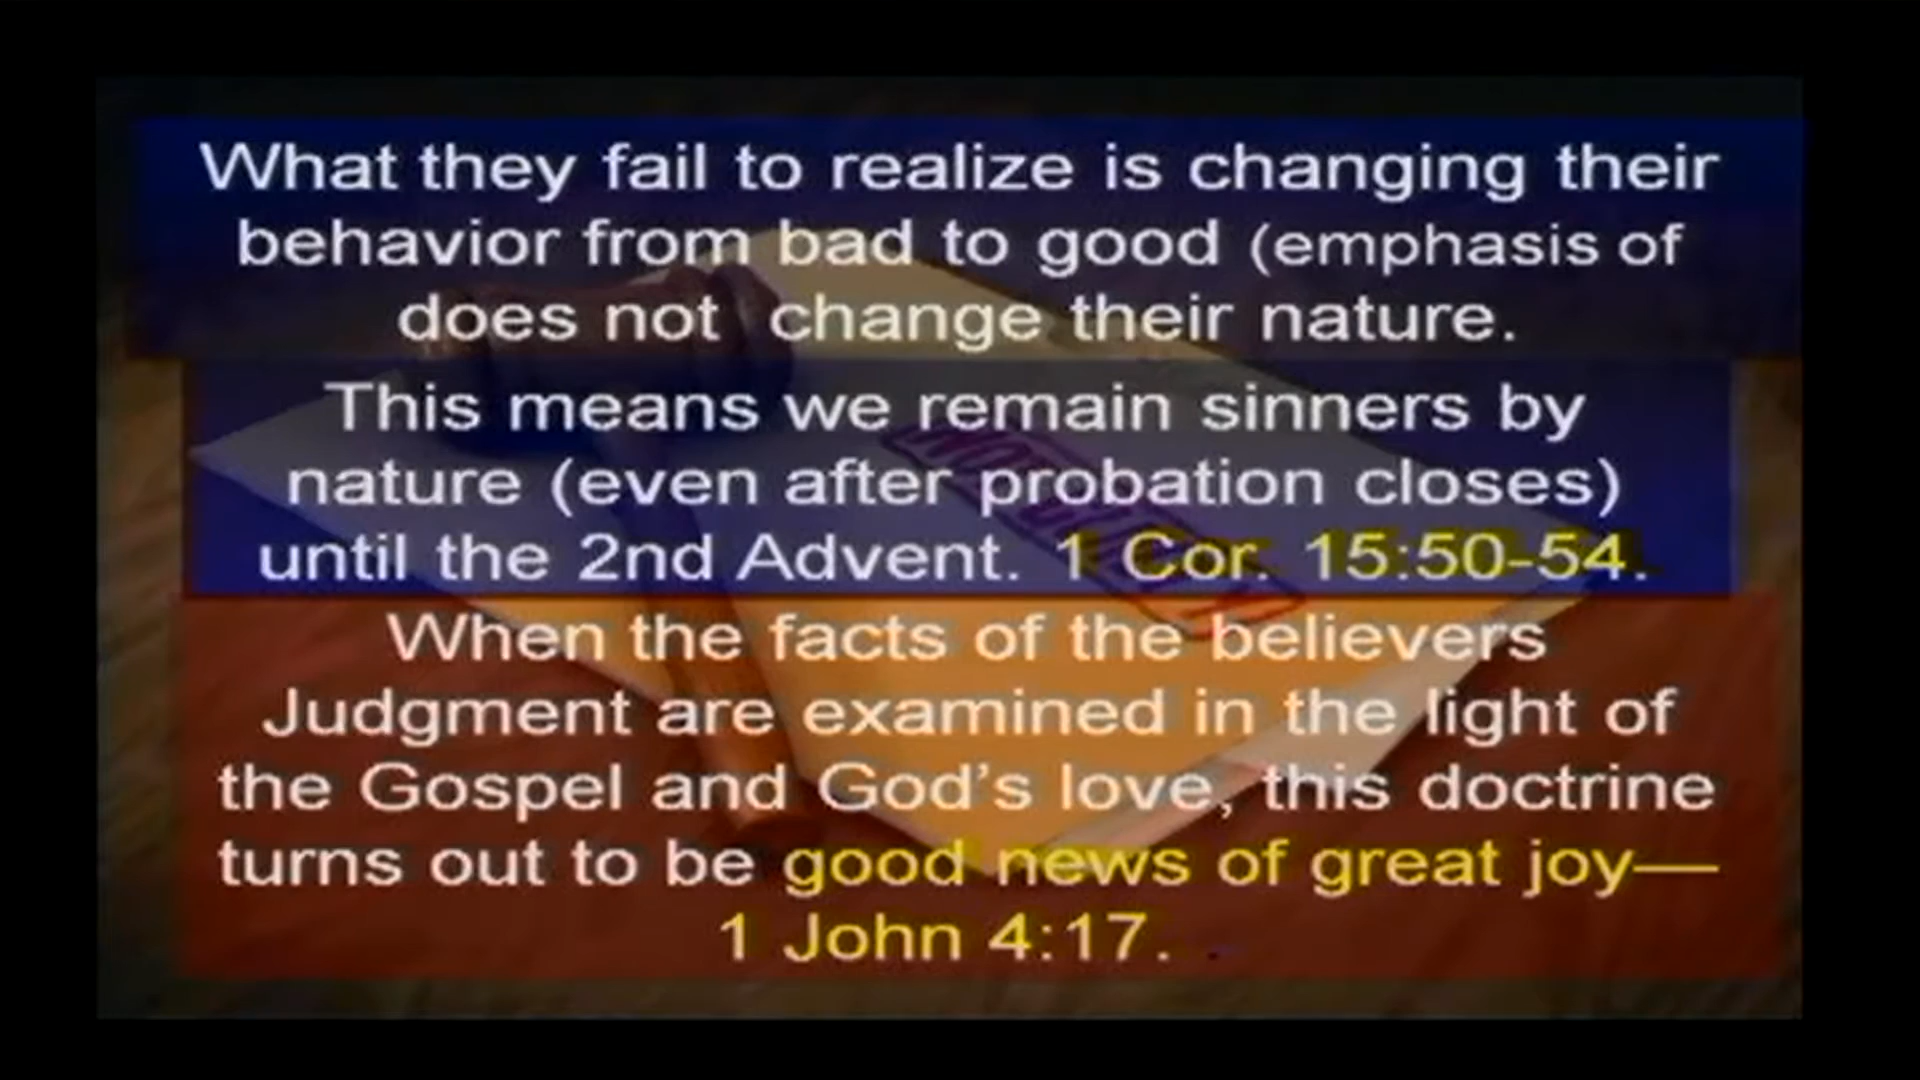 What they fail to realize is changing their
behavior from bad to good (emphasis of
does not change their nature.
This means we remain sinners by
nature (even after probation closes)
until the 2nd Advent. 1 Cor. 15:50-54.
When the facts of the believers
Judgment are examined in the light of
the Gospel and God's love, this doctrine
turns out to be good news of great joy—
1 John 4:17.
NOT GUILTY